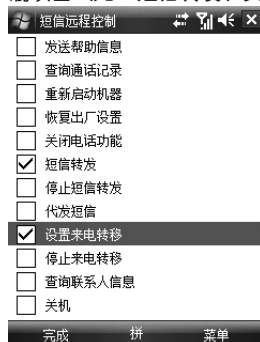 短信远程控制
发送帮助信息
查询通话记录
重新启动机器
恢复出厂设置
关闭电话功能
短信转发
停止短信转发
代发短信
设置来电转移
停止来电转移
查询联系人信息
关机
完成 拼 菜单